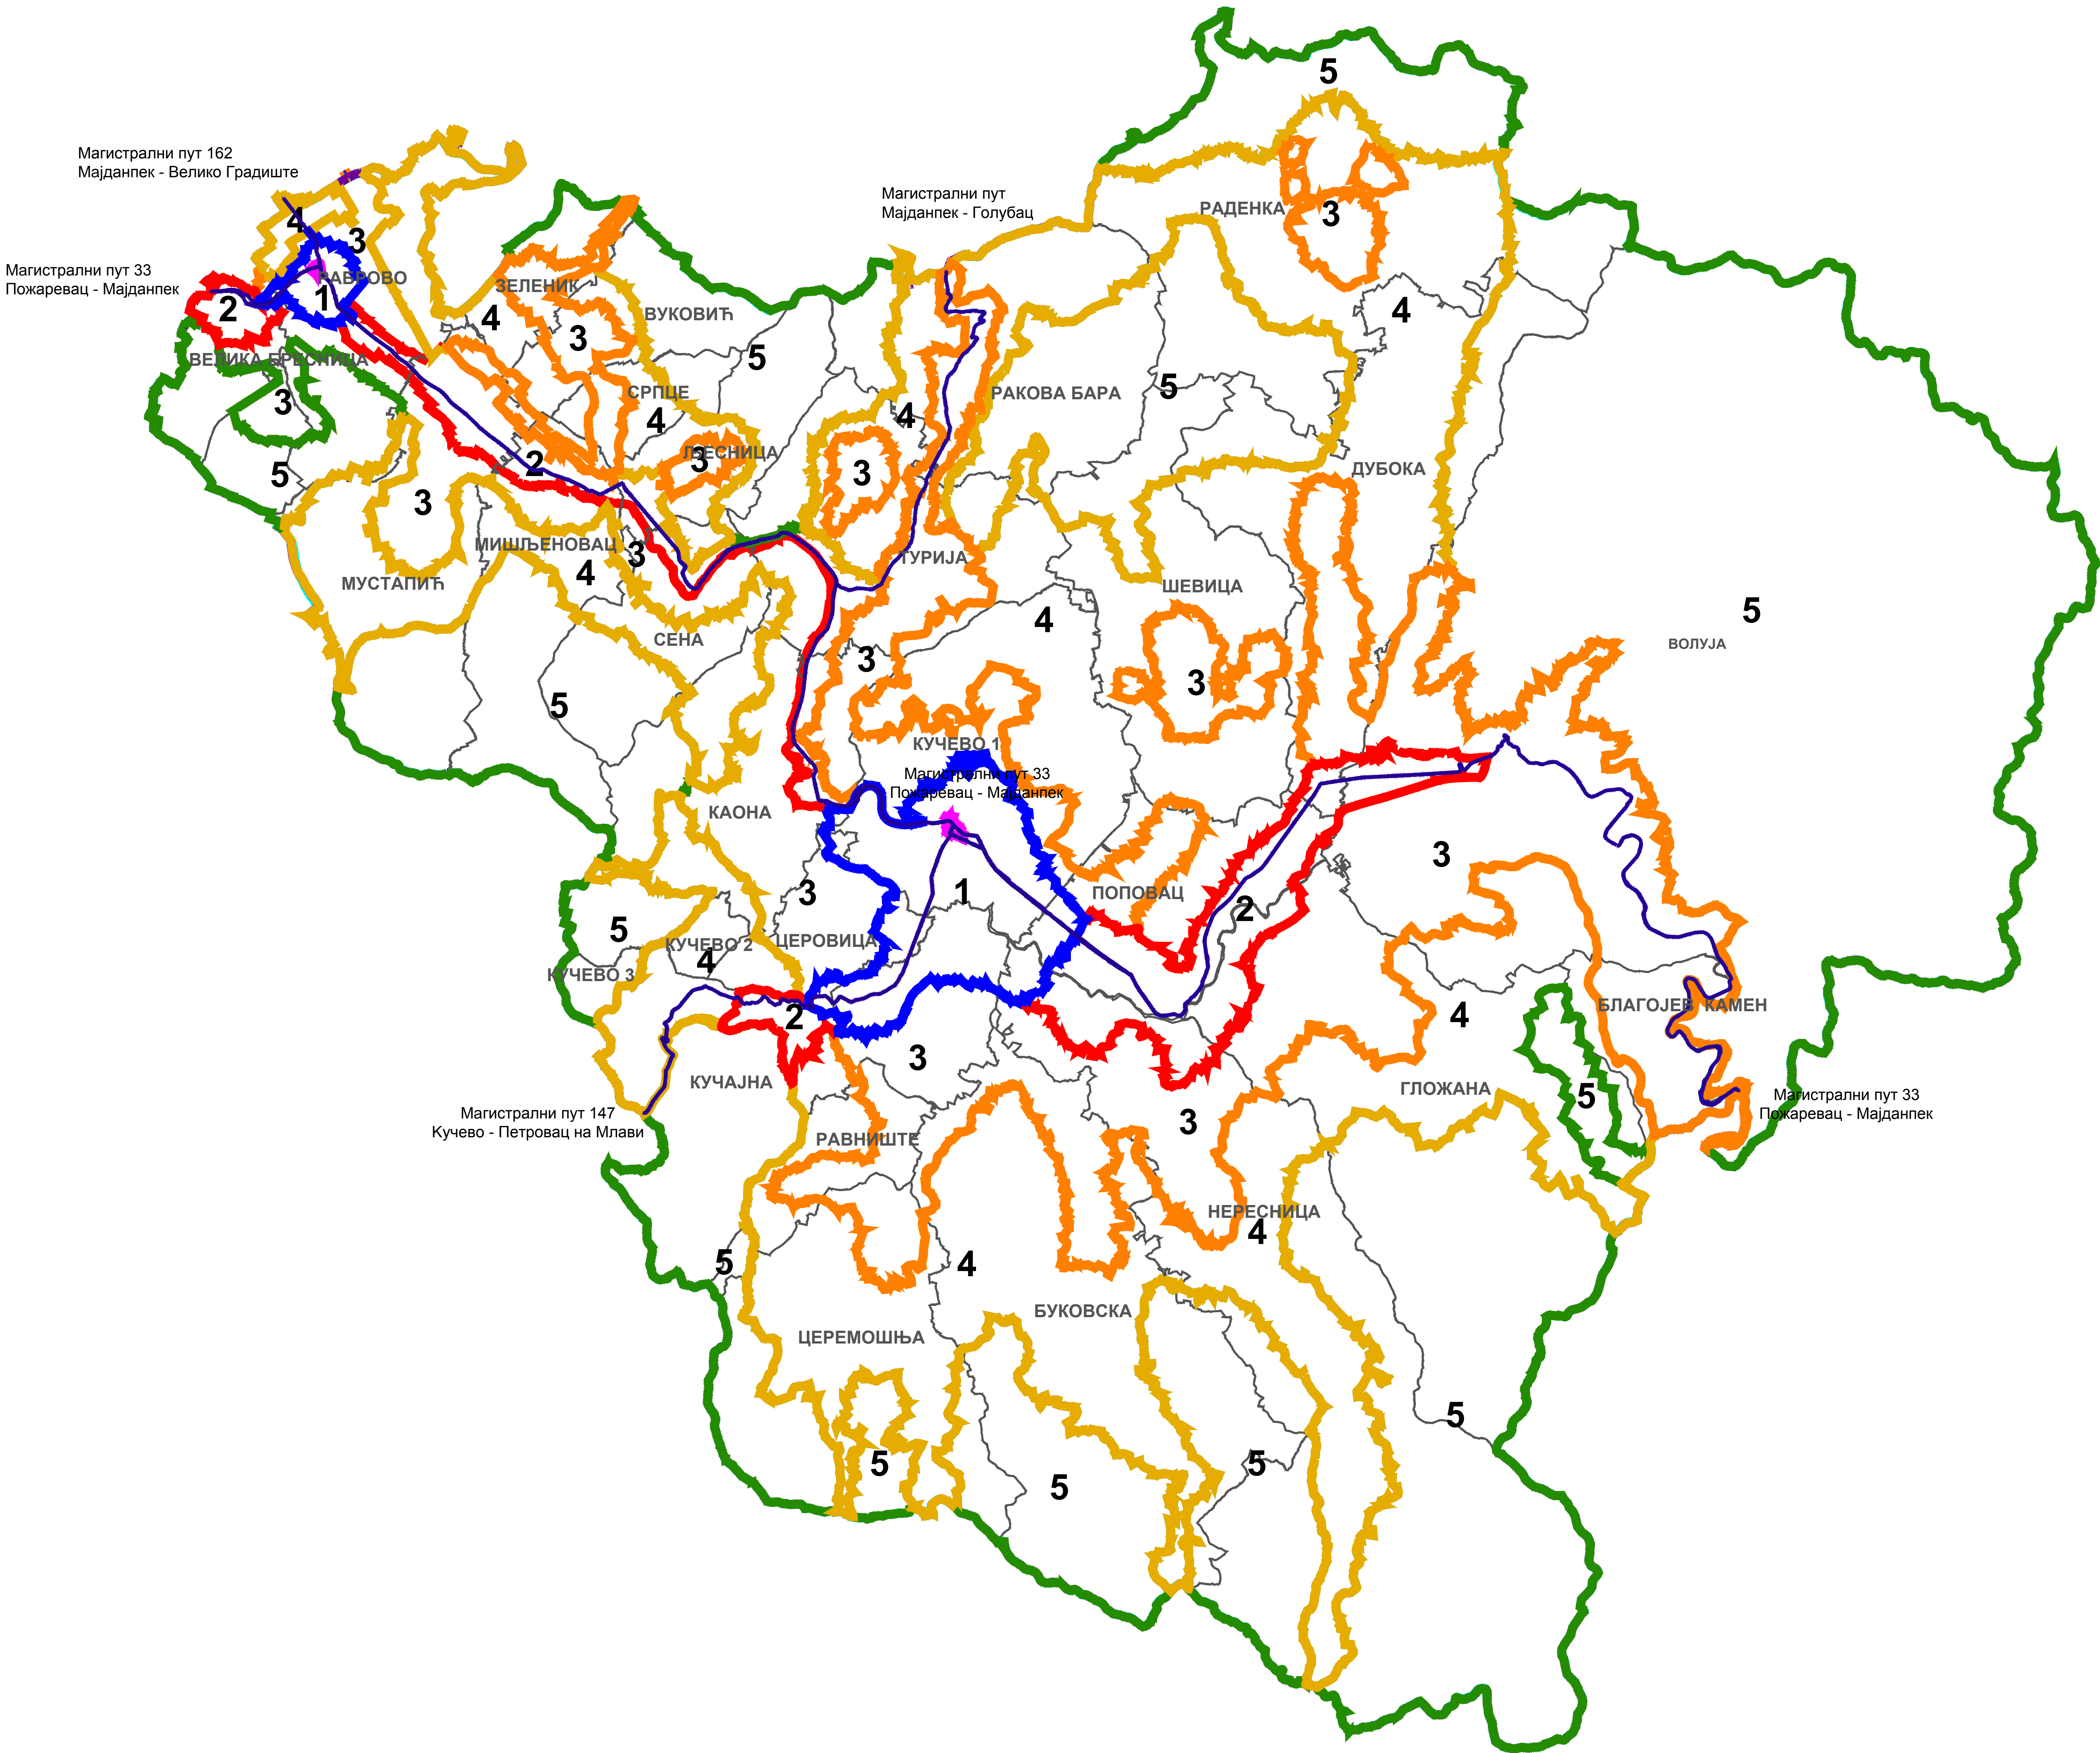 5
Магистрални пут 162
Мајданпек - Велико Градиште
Магистрални пут
Мајданпек - Голубац
РАДЕНКА
3
4
3
Магистрални пут 33
Пожаревац - Мајданпек
РАБРОВО
1
2
ЗЕЛЕНИК
4
3
ВУКОВИЋ
5
4
ВЕЛИКА БРЕСНИЦА
3
СРПЦЕ
4
4
РАКОВА БАРА
5
ЉЕСНИЦА
3
2
3
ДУБОКА
5
3
МИШЉЕНОВАЦ
3
4
МУСТАПИЋ
ТУРИЈА
ШЕВИЦА
СЕНА
4
5
ВОЛУЈА
3
3
5
КУЧЕВО 1
Магистрални пут 33
Пожаревац - Мајданпек
КАОНА
3
3
1
ПОПОВАЦ
2
5
КУЧЕВО 2
ЦЕРОВИЦА
4
КУЧЕВО 3
2
4
БЛАГОЈЕВ КАМЕН
3
КУЧАЈНА
ГЛОЖАНА
5
Магистрални пут 33
Пожаревац - Мајданпек
Магистрални пут 147
Кучево - Петровац на Млави
3
РАВНИШТЕ
НЕРЕСНИЦА
4
5
4
БУКОВСКА
ЦЕРЕМОШЊА
5
5
5
5